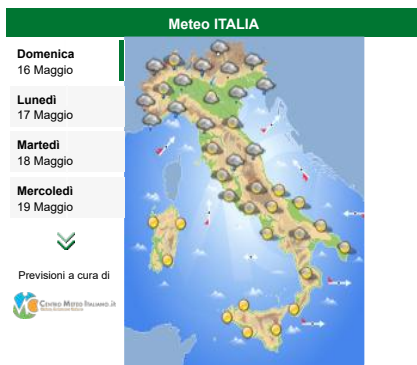 Meteo ITALIA
Domenica
16 Maggio
Lunedì
17 Maggio
Martedì
18 Maggio
Mercoledì
19 Maggio
Previsioni a cura di
CENTRO METEO ITALIANO.it